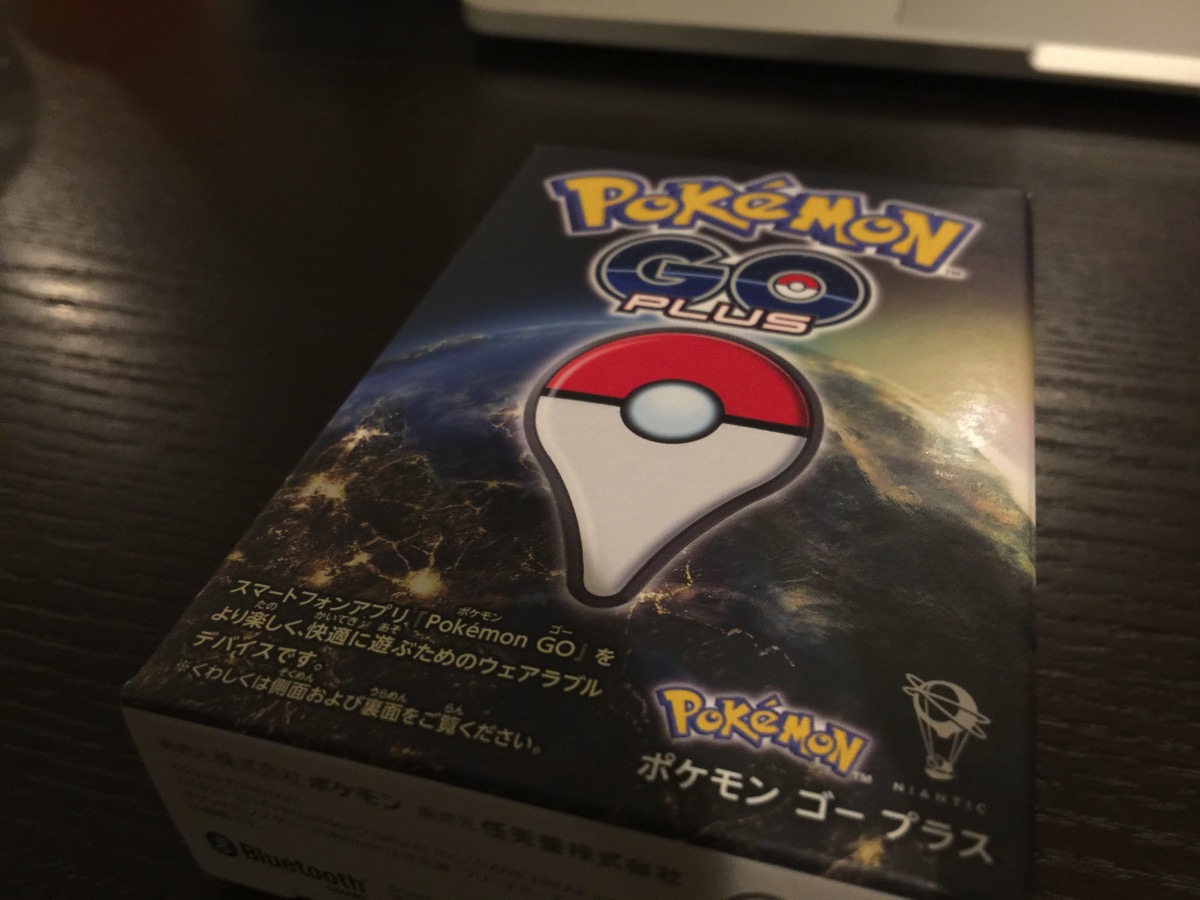 POKéMON™
GO
PLUS
スマートフォンアプリ『Pokémon GO』を
より楽しく、快適に遊ぶためのウェアラブル
デバイスです。
※くわしくは側面および裏面をご覧ください。
POKéMON™
NIANTIC
ポケモン ゴー プラス
株式会社ポケモン 任天堂株式会社
Bluetooth